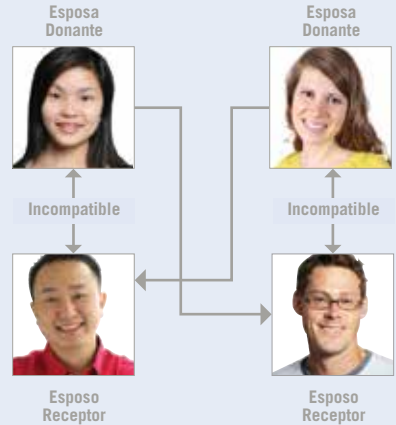 Esposa
Donante
Esposa
Donante
Incompatible
Incompatible
Esposo
Receptor
Esposo
Receptor